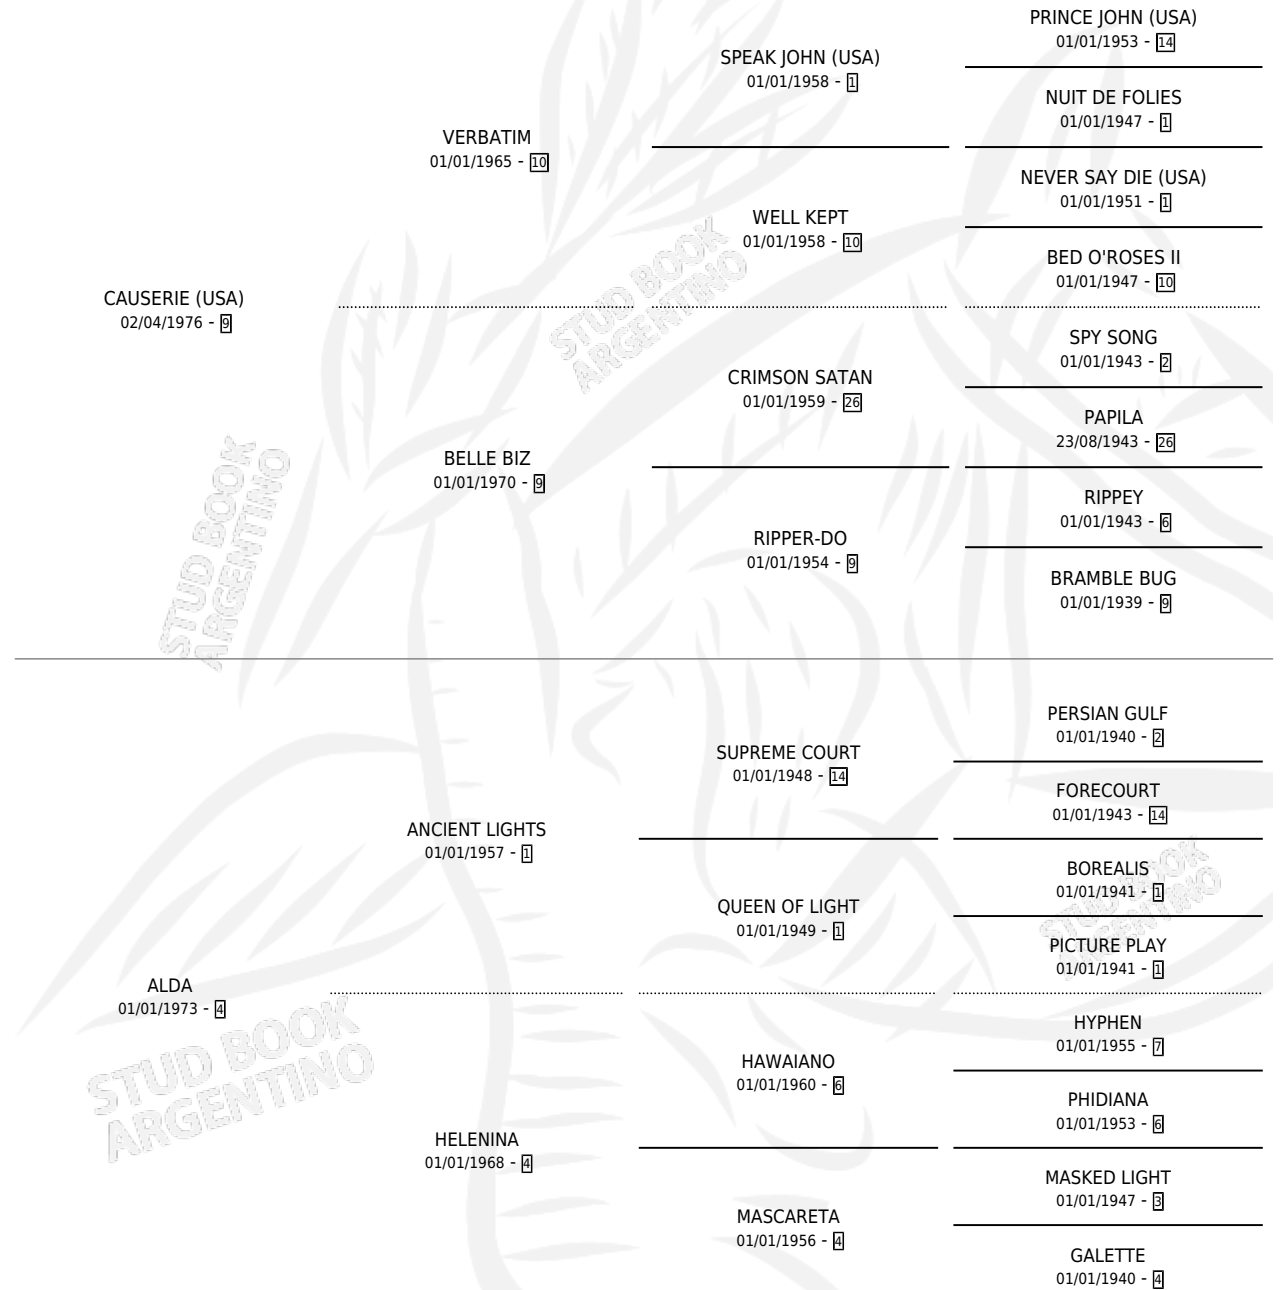 PRINCE JOHN (USA)
01/01/1953 - 14
SPEAK JOHN (USA)
01/01/1958 - 1
NUIT DE FOLIES
01/01/1947 - 1
VERBATIM
01/01/1965 - 10
NEVER SAY DIE (USA)
01/01/1951 - 1
WELL KEPT
01/01/1958 - 10
BED O'ROSES II
01/01/1947 - 10
CAUSERIE (USA)
02/04/1976 - 9
STUD BOOK
ARGENTINO
SPY SONG
01/01/1943 - 2
CRIMSON SATAN
01/01/1959 - 26
PAPILA
23/08/1943 - 26
BELLE BIZ
01/01/1970 - 9
RIPPEY
01/01/1943 - 6
RIPPER-DO
01/01/1954 - 9
BRAMBLE BUG
01/01/1939 - 9
STUD BOOK
ARGENTINO
PERSIAN GULF
01/01/1940 - 2
SUPREME COURT
01/01/1948 - 14
FORECOURT
01/01/1943 - 14
ANCIENT LIGHTS
01/01/1957 - 1
BOREALIS
01/01/1941 - 1
QUEEN OF LIGHT
01/01/1949 - 1
STUD BOOK
ARGENTINO
PICTURE PLAY
01/01/1941 - 1
ALDA
01/01/1973 - 4
HYPHEN
01/01/1955 - 7
HAWAIANO
01/01/1960 - 6
STUD BOOK
ARGENTINO
PHIDIANA
01/01/1953 - 6
HELENINA
01/01/1968 - 4
MASKED LIGHT
01/01/1947 - 3
MASCARETA
01/01/1956 - 4
GALETTE
01/01/1940 - 4